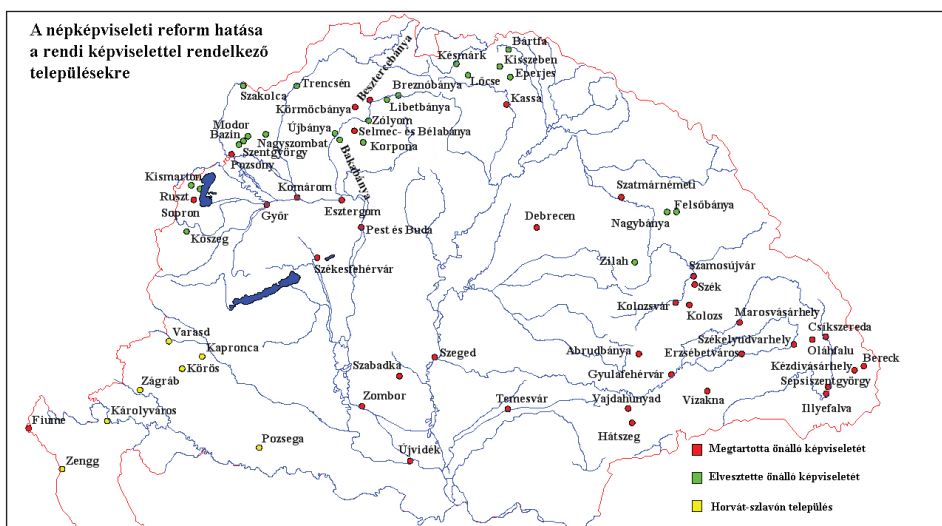 A népképviseleti reform hatása
a rendi képviselettel rendelkező
településekre
Bártfa
Késmárk
Kisszeben
Lőcse
Eperjes
Kassa
Trencsén
Szakolca
Besztercebánya
Breznóbánya
Körmöcbánya
Libetbánya
Zólyom
Újbánya
Selmec- és Bélabánya
Korpona
Bakabánya
Modor
Bazin
Nagyszombat
Szentgyörgy
Pozsony
Kismarton
Ruszt
Sopron
Kőszeg
Komárom
Győr
Esztergom
Pest és Buda
Székesfehérvár
Szatmárnémeti
Felsőbánya
Nagybánya
Debrecen
Zilah
Szamosújvár
Szék
Kolozsvár
Kolozs
Marosvásárhely
Székelyudvarhely
Csíkszereda
Oláhfalu
Erzsébetváros
Bereck
Kézdivásárhely
Sepsiszentgyörgy
Illyefalva
Abrudbánya
Gyulafehérvár
Vizakna
Vajdahunyad
Hátszeg
Temesvár
Szeged
Szabadka
Zombor
Újvidék
Varasd
Kapronca
Körös
Zágráb
Károlyváros
Fiume
Zengg
Pozsega
Megtartotta önálló képviseletét
Elvesztette önálló képviseletét
Horvát-szlavón település